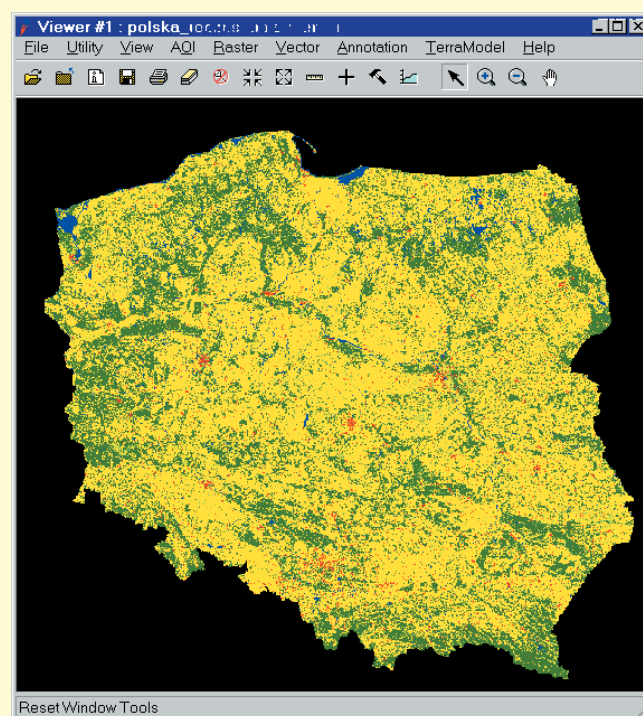 Viewer #1 : polska_
File Utility View AOI Raster Vector Annotation TerraModel Help
Reset Window Tools